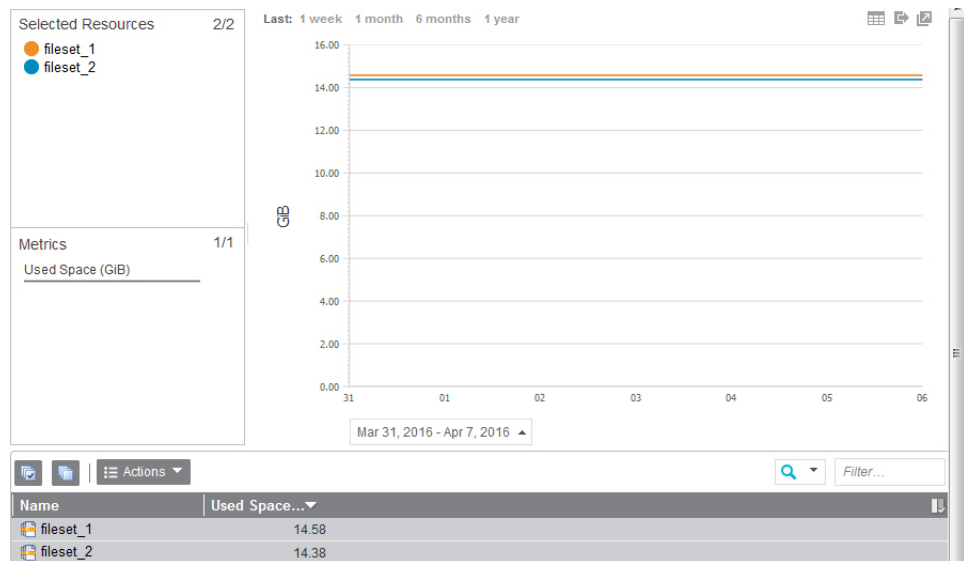 Selected Resources 2/2
fileset_1
fileset_2
Metrics 1/1
Used Space (GiB)
Last: 1 week 1 month 6 months 1 year
GiB
16.00
14.00
12.00
10.00
8.00
6.00
4.00
2.00
0.00
31 01 02 03 04 05 06
Mar 31, 2016 - Apr 7, 2016
Actions
Filter...
Name Used Space...
fileset_1 14.58
fileset_2 14.38